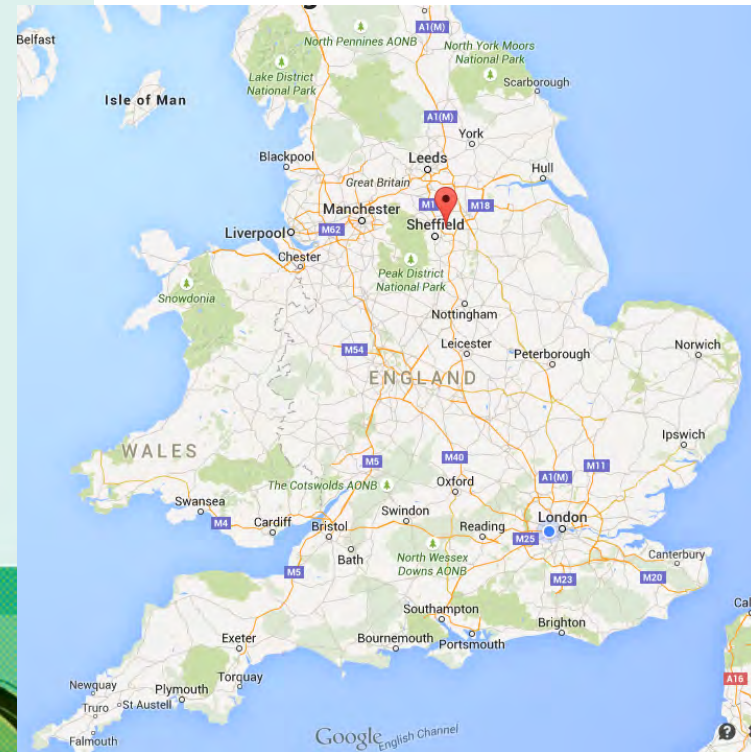 A1(M)
Belfast
North Pennines AONB
North York Moors
National Park
Lake District
National Park
Scarborough
Isle of Man
A1(M)
York
Blackpool
Leeds
Hull
Great Britain
M18
Manchester
Sheffield
Liverpool
M62
Chester
Peak District
National Park
Snowdonia
Nottingham
M54
Leicester
Peterborough
Norwich
ENGLAND
WALES
Ipswich
M5
M40
A1(M)
M11
The Cotswolds AONB
Oxford
Swansea
Swindon
London
M4
Cardiff
Bristol
Reading
M25
Bath
North Wessex
Downs AONB
Canterbury
M5
M23
M20
Southampton
Brighton
Exeter
Bournemouth
Portsmouth
Torquay
A16
Newquay
Plymouth
St Austell
Truro
Falmouth
Google
English Channel
?